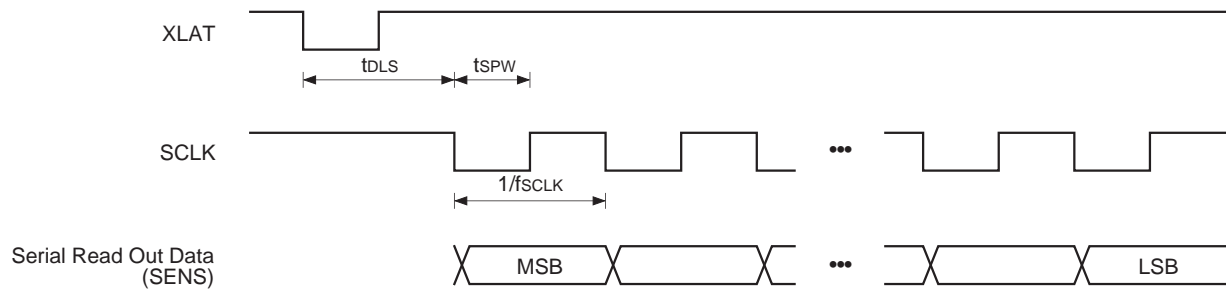 XLAT
tDLS
tSPW
SCLK
•••
1/fSCLK
Serial Read Out Data
(SENS)
MSB
•••
LSB